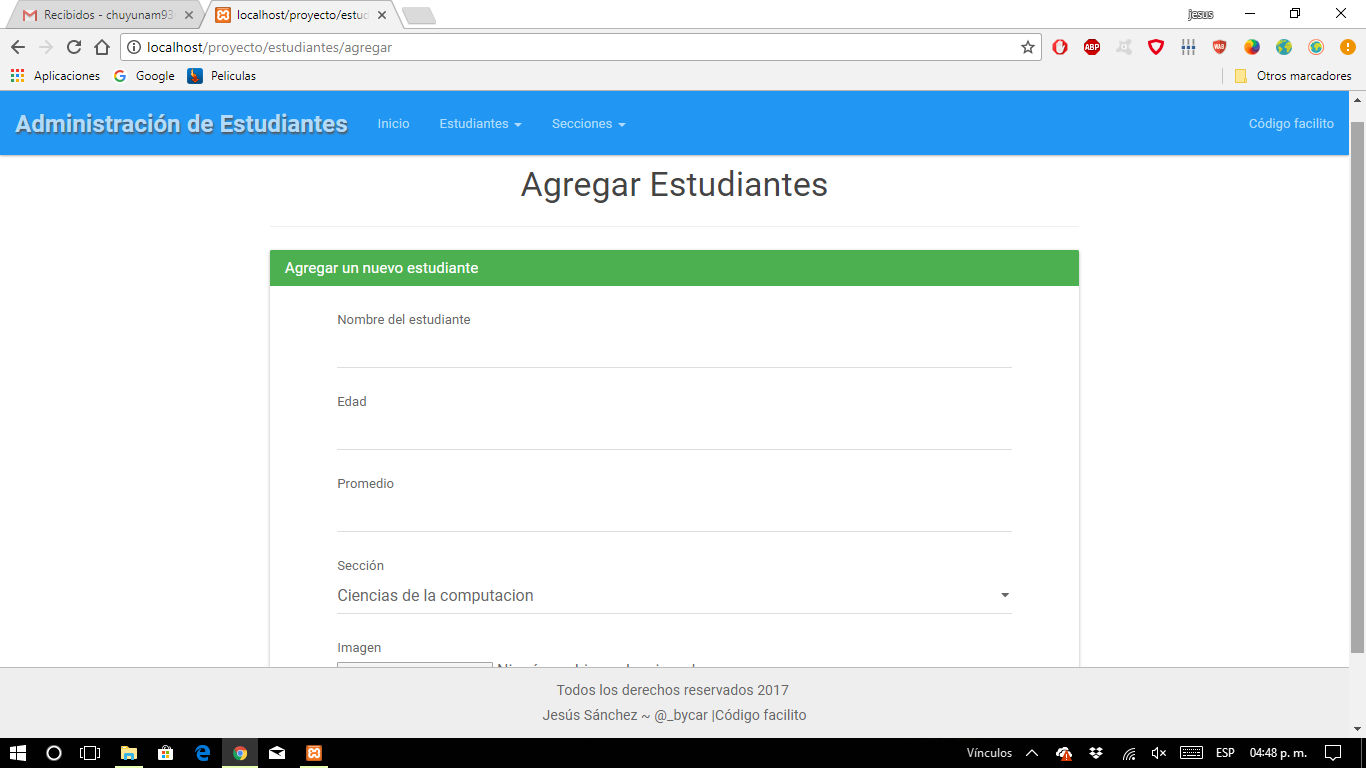 Recibidos - chuyunam93
localhost/proyecto/estud
jesus
localhost/proyecto/estudiantes/agregar
ABP
Aplicaciones
Google
Peliculas
Otros marcadores
Administración de Estudiantes
Inicio
Estudiantes
Secciones
Código facilito
Agregar Estudiantes
Agregar un nuevo estudiante
Nombre del estudiante
Edad
Promedio
Sección
Ciencias de la computacion
Imagen
Todos los derechos reservados 2017
Jesús Sánchez ~ @_bycar |Código facilito
Vínculos
ESP
04:48 p. m.